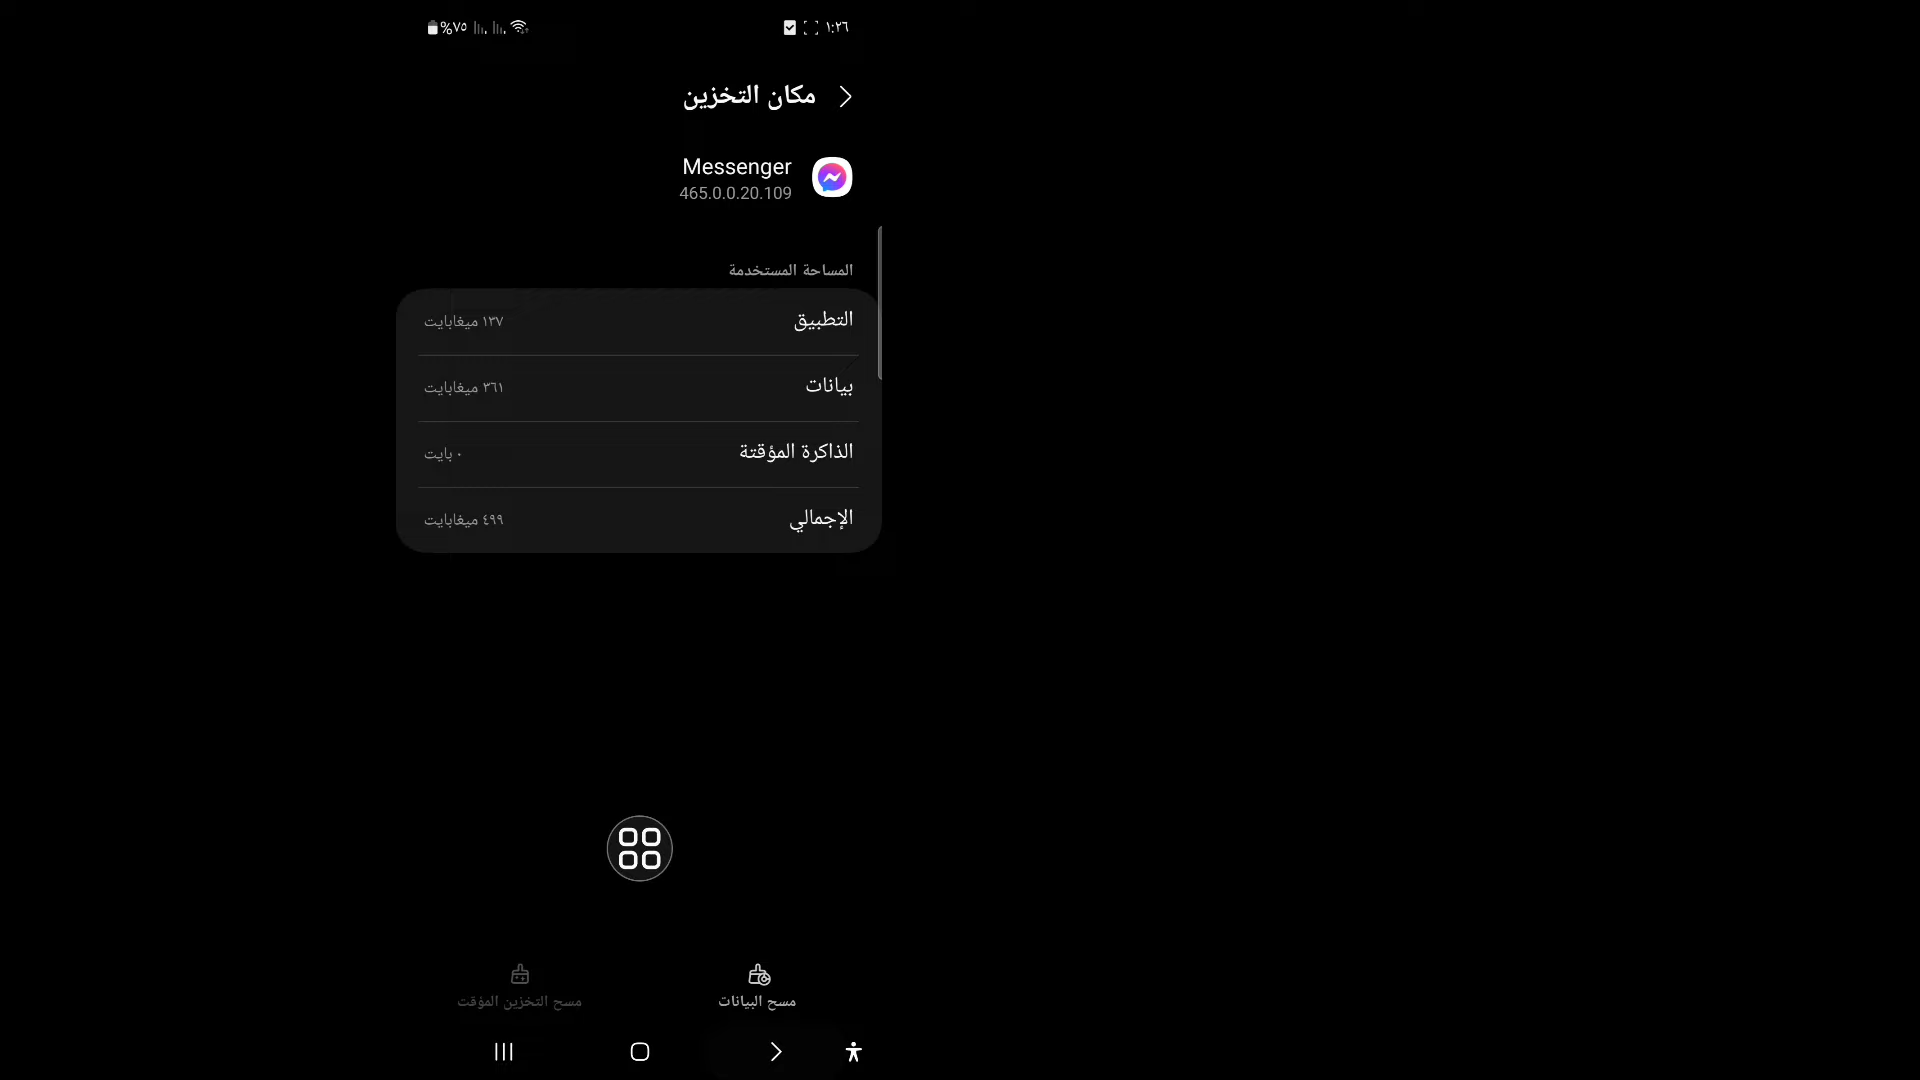 ١:٢٦ ٧٥%
مكان التخزين
Messenger
465.0.0.20.109
المساحة المستخدمة
التطبيق ١٣٧ ميغابايت
بيانات ٣٦١ ميغابايت
الذاكرة المؤقتة ٠ بايت
الإجمالي ٤٩٩ ميغابايت
مسح البيانات مسح التخزين المؤقت